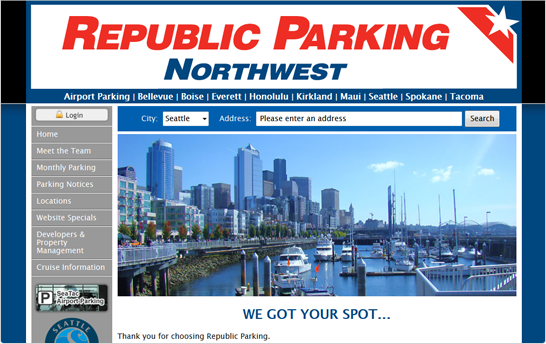 REPUBLIC PARKING
NORTHWEST
Airport Parking | Bellevue | Boise | Everett | Honolulu | Kirkland | Maui | Seattle | Spokane | Tacoma
Login
City:
Seattle
Address:
Please enter an address
Search
Home
Meet the Team
Monthly Parking
Parking Notices
Locations
Website Specials
Developers &
Property
Management
Cruise Information
P
SeaTac
Airport Parking
SEATTLE
WE GOT YOUR SPOT...
Thank you for choosing Republic Parking.